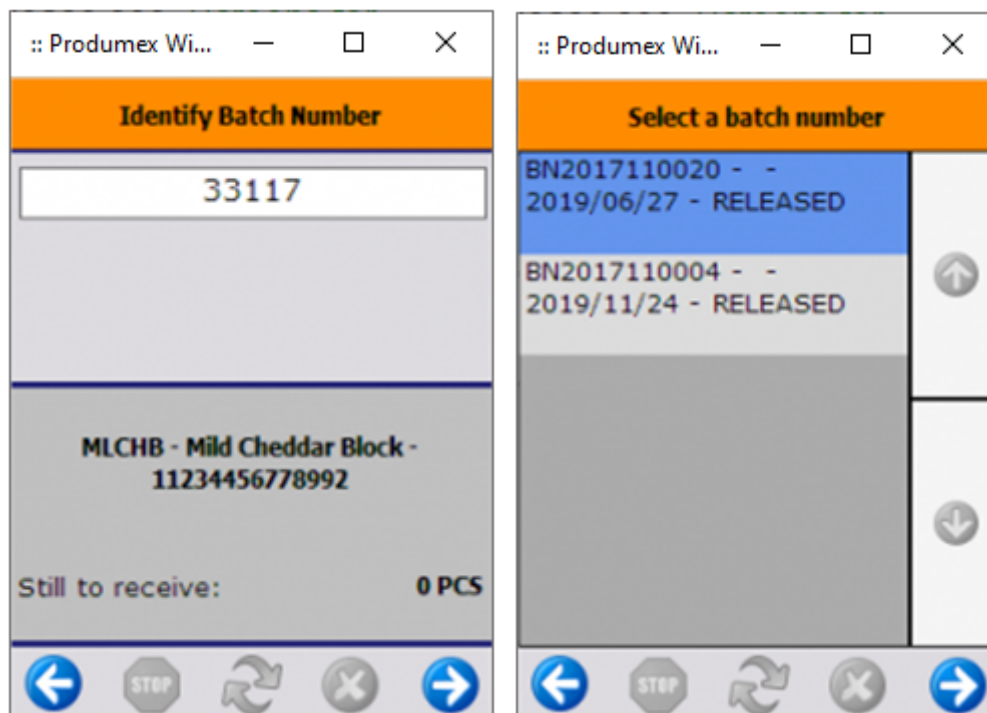 :: Produmex Wi...
Identify Batch Number
33117
MLCHB - Mild Cheddar Block -
11234456778992
Still to receive: 0 PCS
STOP
:: Produmex Wi...
Select a batch number
BN2017110020 - -
2019/06/27 - RELEASED
BN2017110004 - -
2019/11/24 - RELEASED
STOP